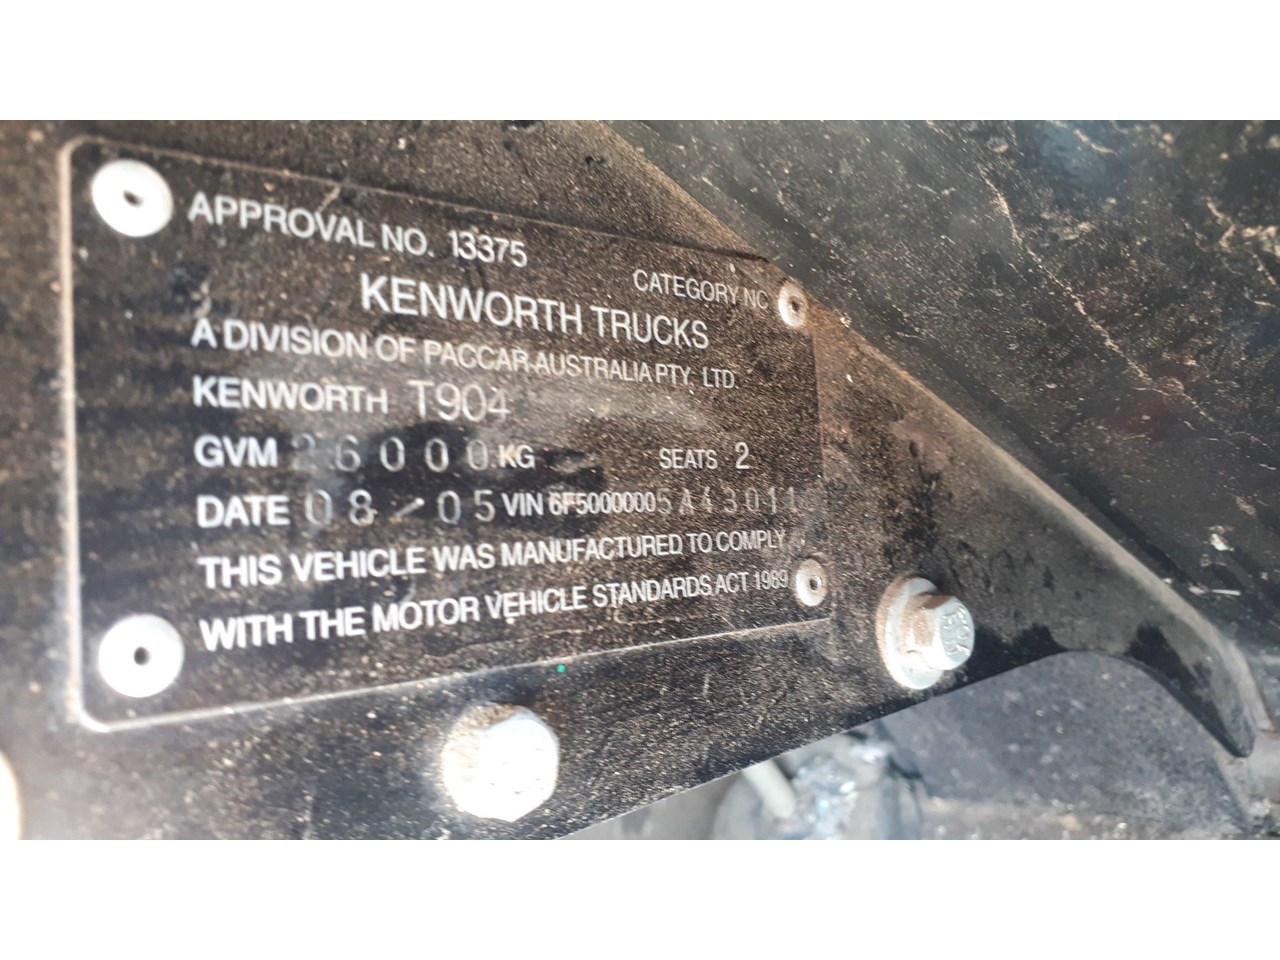 APPROVAL NO. 13375
CATEGORY NC
KENWORTH TRUCKS
A DIVISION OF PACCAR AUSTRALIA PTY. LTD.
KENWORTH T904
GVM 26000 KG SEATS 2
DATE 08/05 VIN
THIS VEHICLE WAS MANUFACTURED TO COMPLY
WITH THE MOTOR VEHICLE STANDARDS ACT 1989